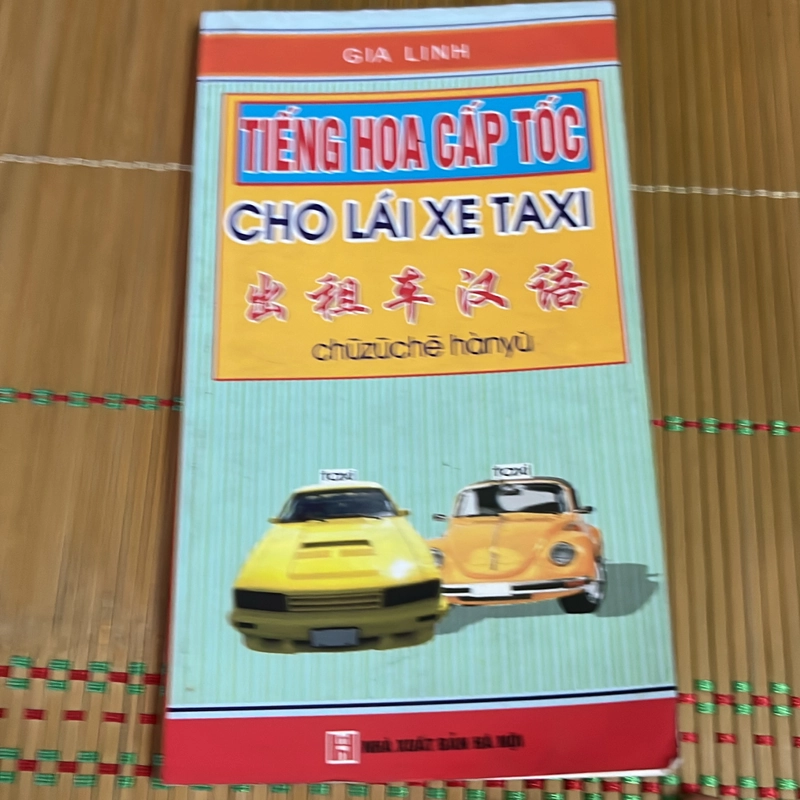 GIA LINH
TIẾNG HOA CẤP TỐC
CHO LÁI XE TAXI
出租车汉语
chūzūchē hànyǔ
taxi
taxi
NHÀ XUẤT BẢN HÀ NỘI